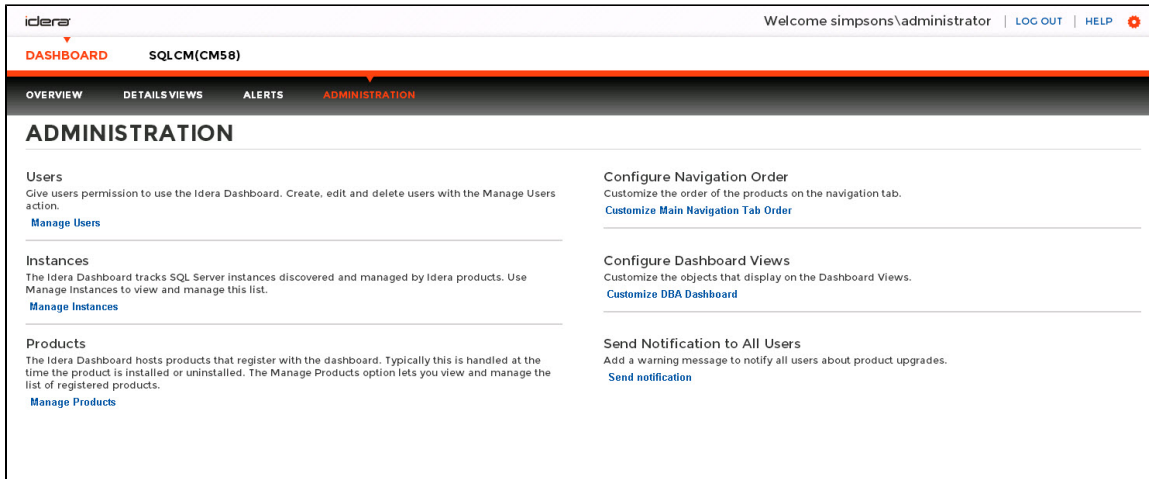 idera
Welcome simpsons\administrator | LOG OUT | HELP
DASHBOARD SQLCM(CM58)
OVERVIEW DETAILS VIEWS ALERTS ADMINISTRATION
ADMINISTRATION
Users
Give users permission to use the Idera Dashboard. Create, edit and delete users with the Manage Users
action.
Manage Users
Instances
The Idera Dashboard tracks SQL Server instances discovered and managed by Idera products. Use
Manage Instances to view and manage this list.
Manage Instances
Products
The Idera Dashboard hosts products that register with the dashboard. Typically this is handled at the
time the product is installed or uninstalled. The Manage Products option lets you view and manage the
list of registered products.
Manage Products
Configure Navigation Order
Customize the order of the products on the navigation tab.
Customize Main Navigation Tab Order
Configure Dashboard Views
Customize the objects that display on the Dashboard Views.
Customize DBA Dashboard
Send Notification to All Users
Add a warning message to notify all users about product upgrades.
Send notification